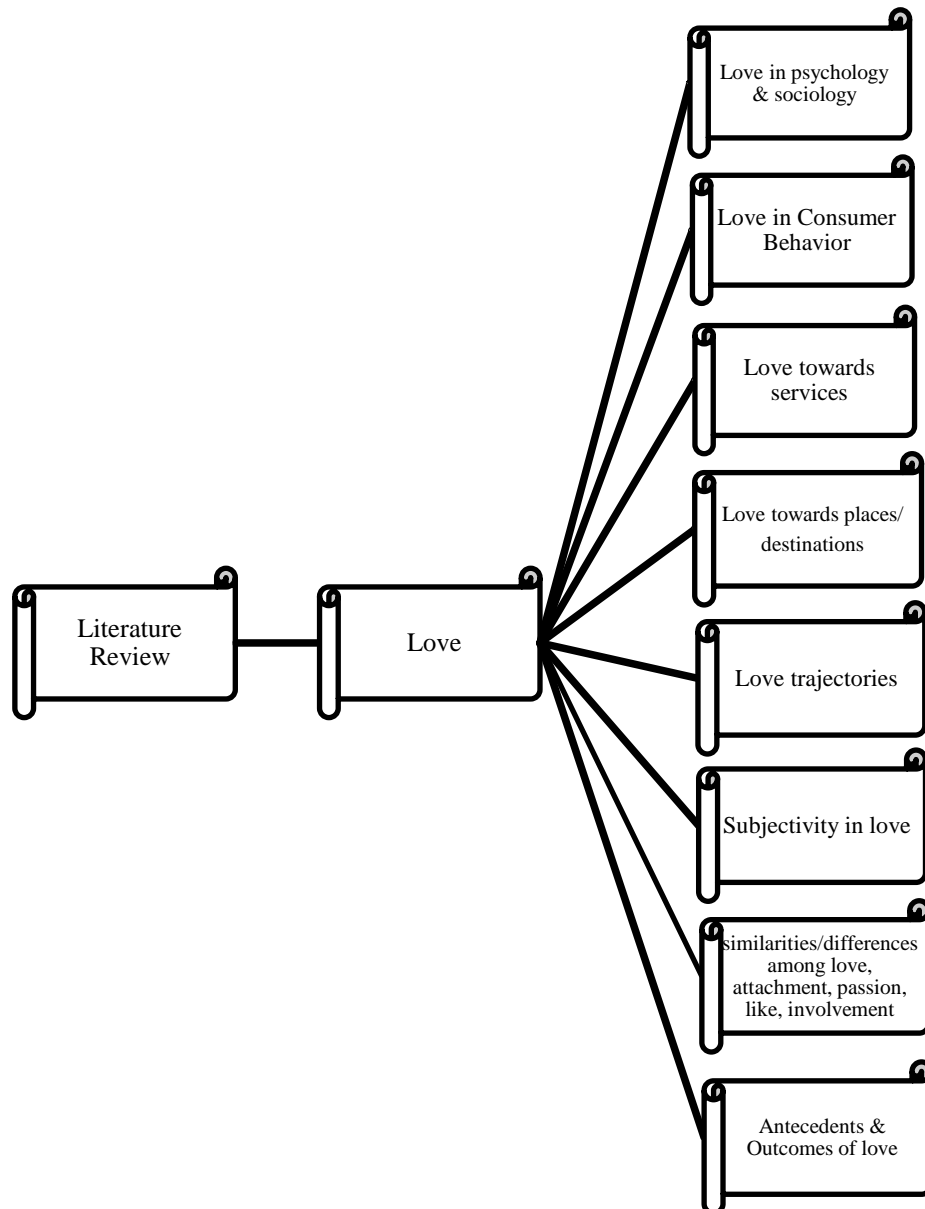 Love in psychology
& sociology
Love in Consumer
Behavior
Love towards
services
Love towards places/
destinations
Literature
Review
Love
Love trajectories
Subjectivity in love
similarities/differences
among love,
attachment, passion,
like, involvement
Antecedents &
Outcomes of love